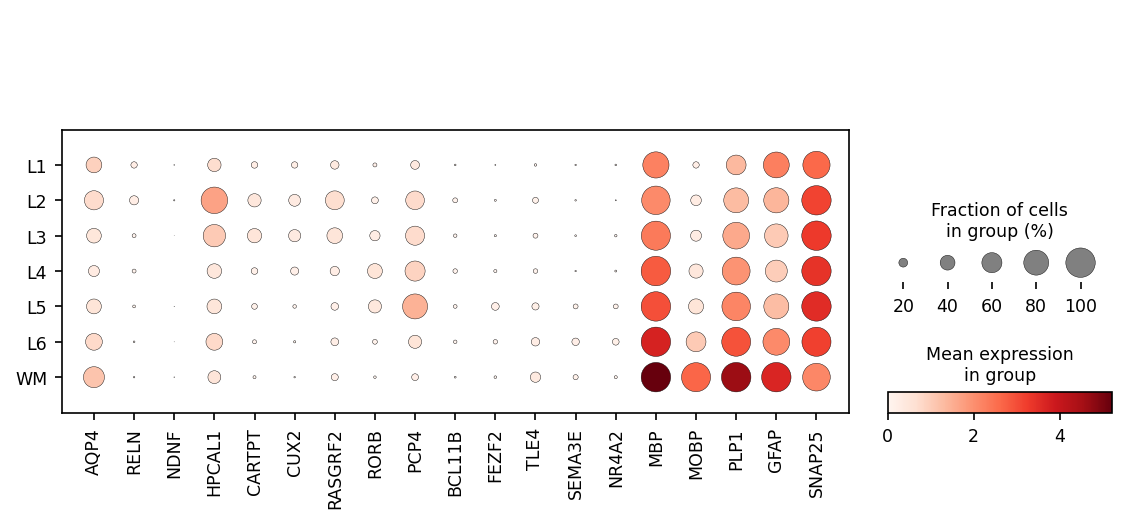 L1
L2
L3
L4
L5
L6
WM
AQP4
RELN
NDNF
HPCAL1
CARTPT
CUX2
RASGRF2
RORB
PCP4
BCL11B
FEZF2
TLE4
SEMA3E
NR4A2
MBP
MOBP
PLP1
GFAP
SNAP25
Fraction of cells
in group (%)
20 40 60 80 100
Mean expression
in group
0 2 4